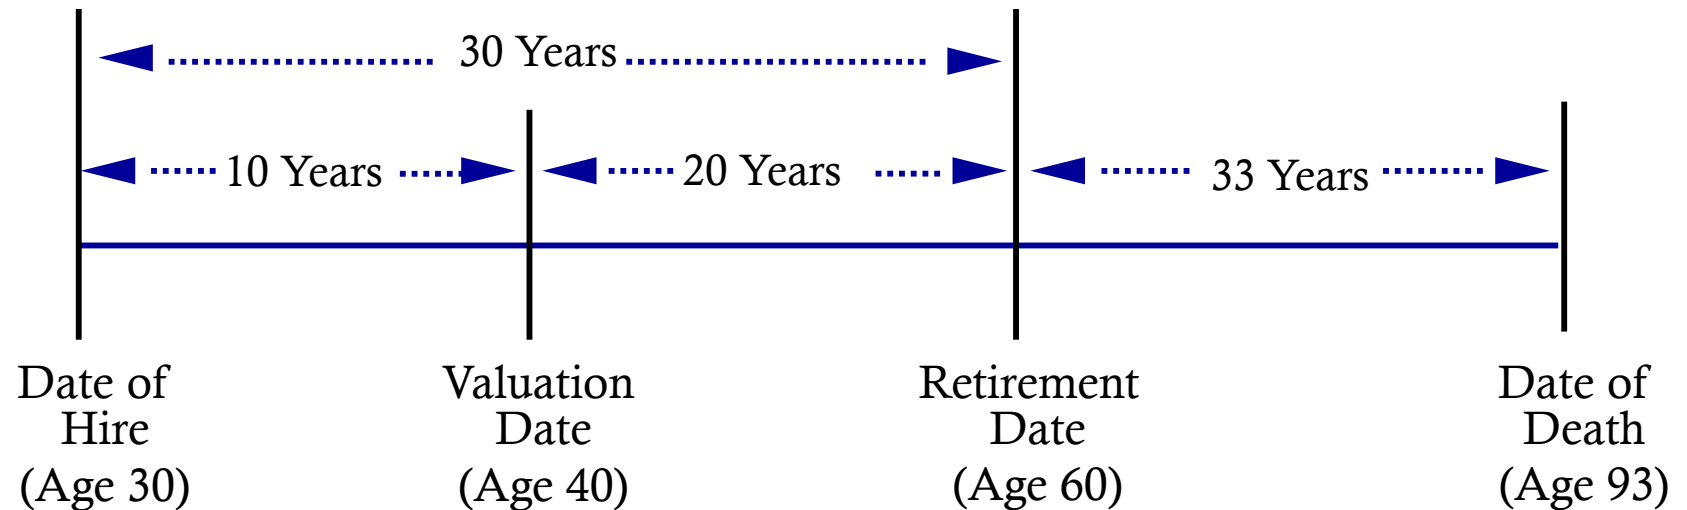 30 Years
10 Years
20 Years
33 Years
Date of
Hire
(Age 30)
Valuation
Date
(Age 40)
Retirement
Date
(Age 60)
Date of
Death
(Age 93)